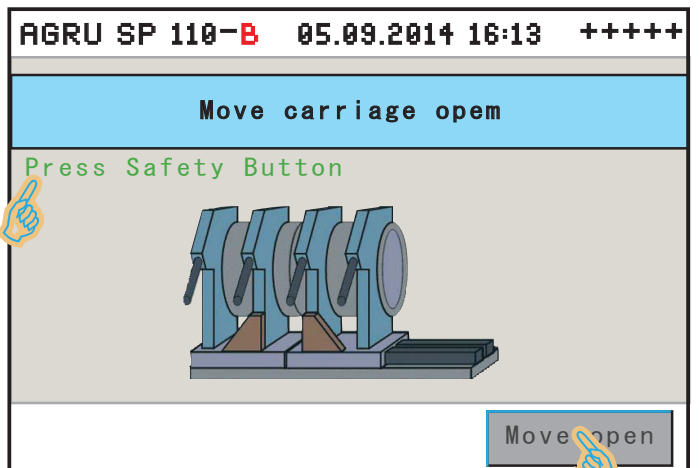 AGRU SP 110-B 05.09.2014 16:13 +++++
Move carriage opem
Press Safety Button
Move open